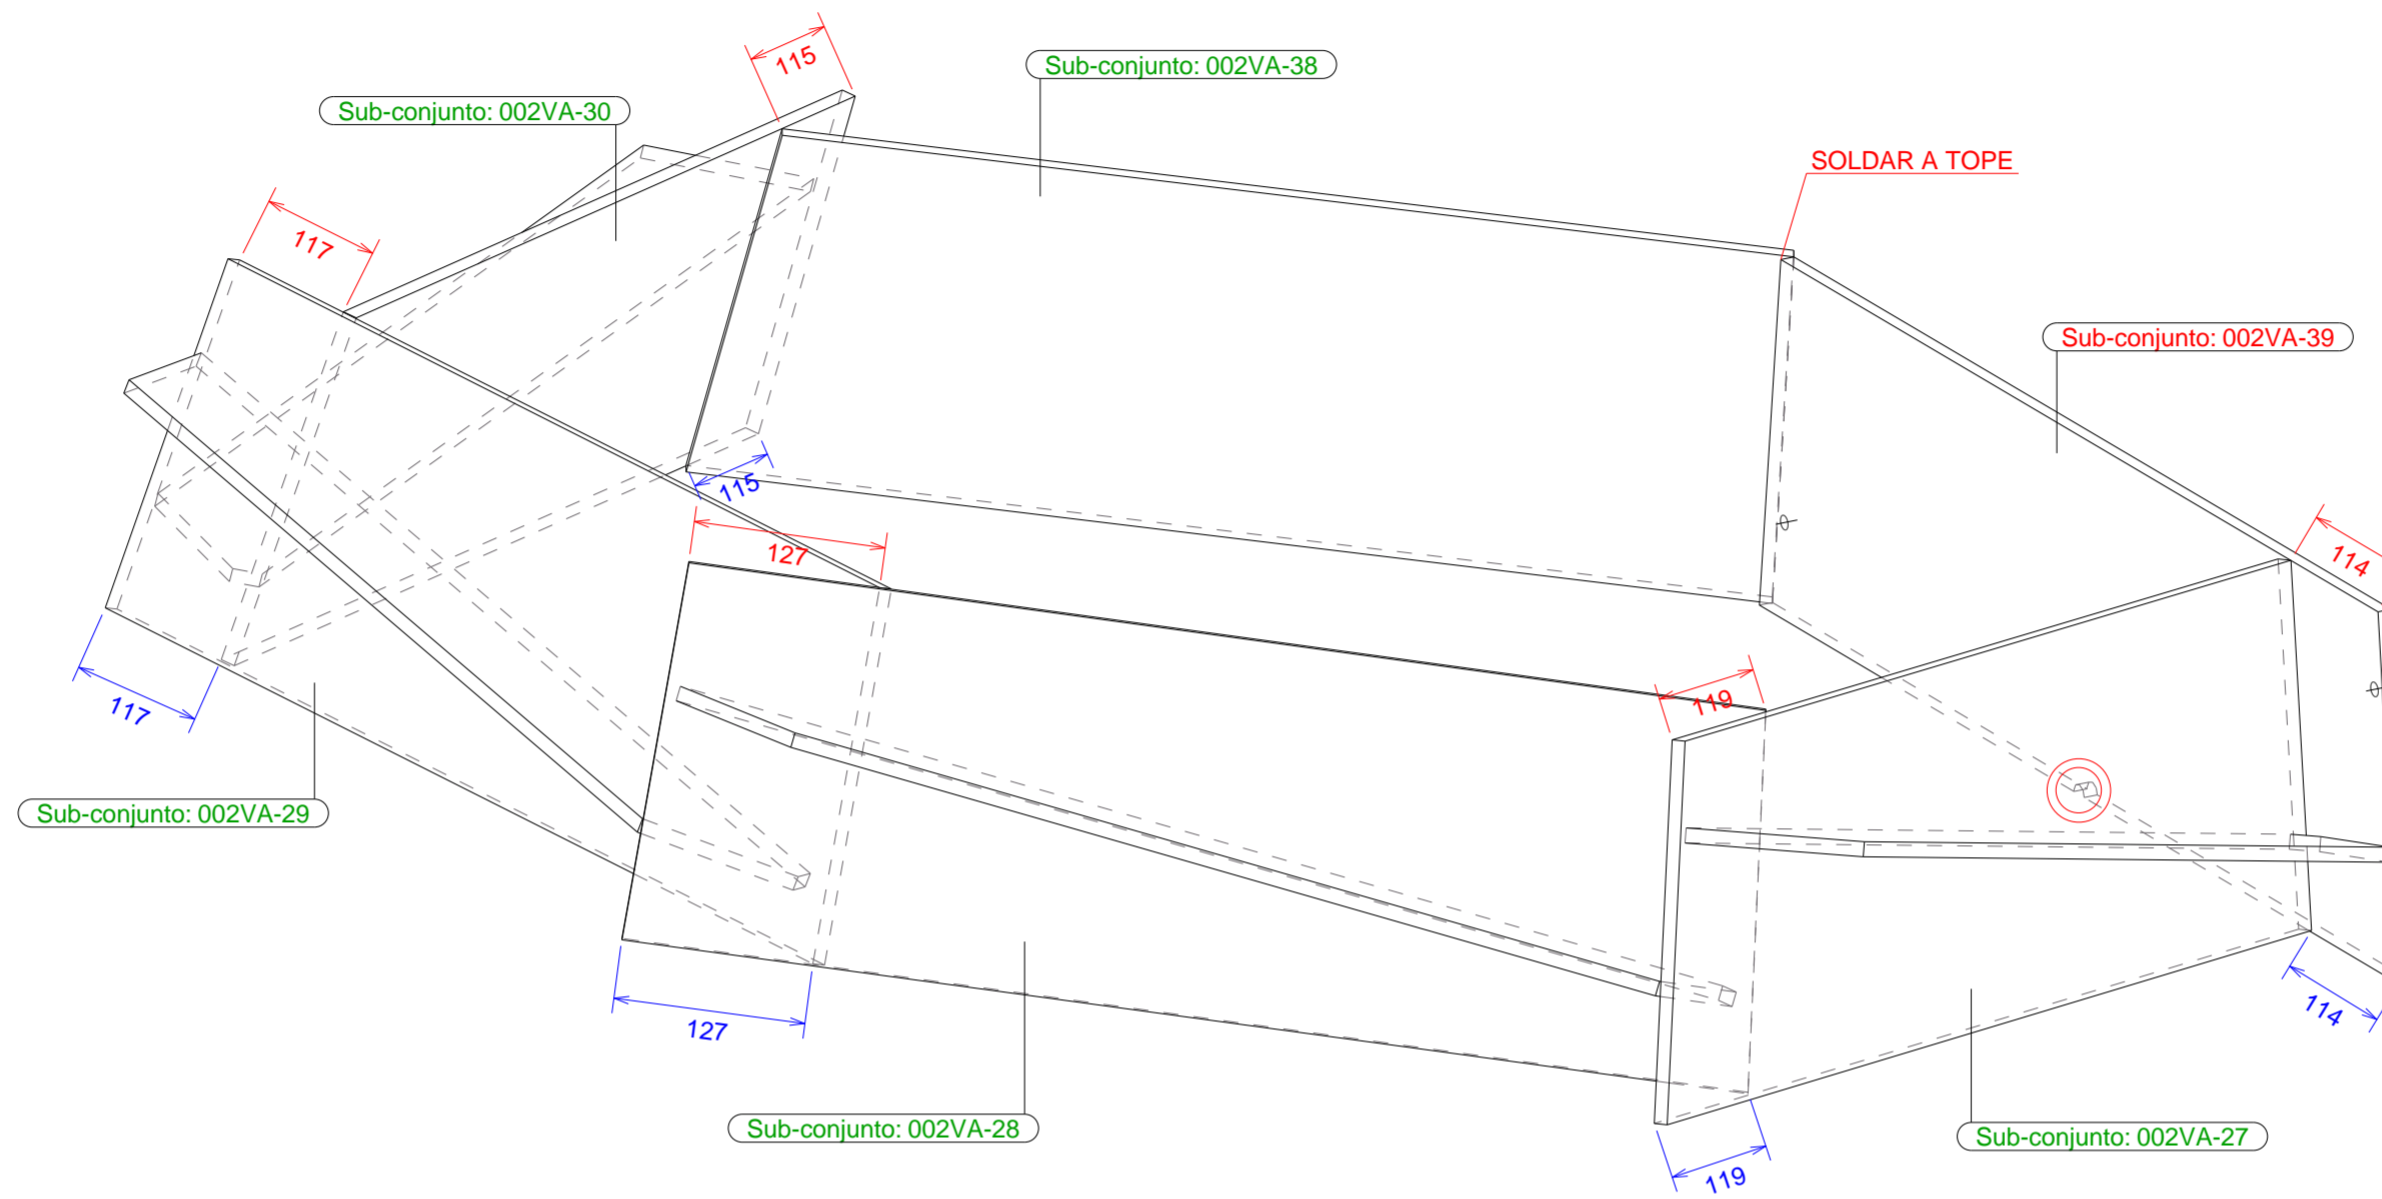 115
Sub-conjunto: 002VA-38
Sub-conjunto: 002VA-30
SOLDAR A TOPE
117
Sub-conjunto: 002VA-39
115
127
114
119
117
Sub-conjunto: 002VA-29
127
114
Sub-conjunto: 002VA-28
Sub-conjunto: 002VA-27
119